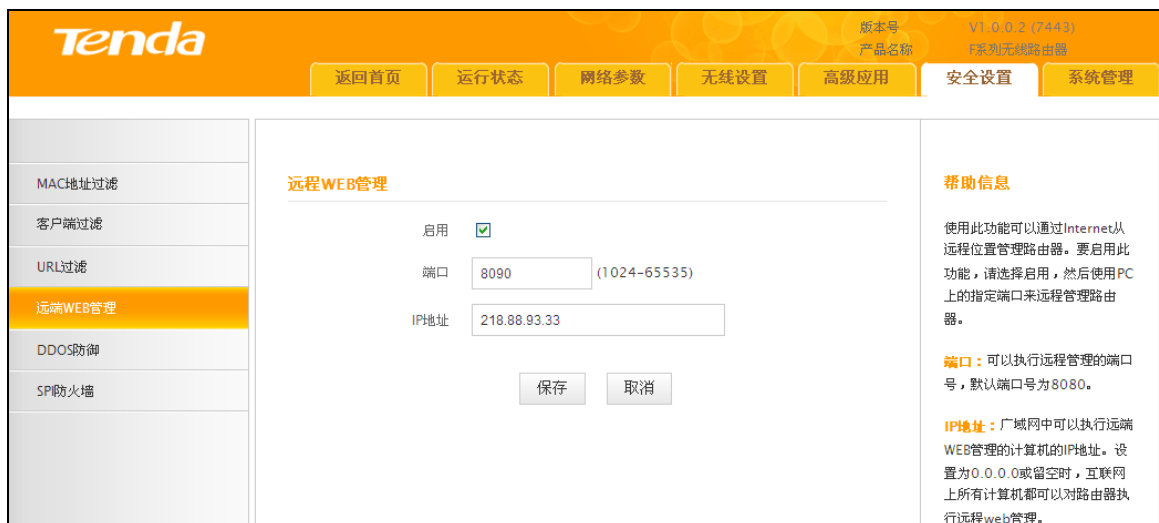 Tenda
版本号 V1.0.0.2 (7443)
产品名称 F系列无线路由器
返回首页 运行状态 网络参数 无线设置 高级应用 安全设置 系统管理
MAC地址过滤
客户端过滤
URL过滤
远端WEB管理
DDOS防御
SPI防火墙
远程WEB管理
启用
端口 8090 (1024-65535)
IP地址 218.88.93.33
保存 取消
帮助信息
使用此功能可以通过Internet从
远程位置管理路由器。要启用此
功能，请选择启用，然后使用PC
上的指定端口来远程管理路由
器。
端口：可以执行远程管理的端口
号，默认端口号为8080。
IP地址：广域网中可以执行远端
WEB管理的计算机的IP地址。设
置为0.0.0.0或留空时，互联网
上所有计算机都可以对路由器执
行远程web管理。